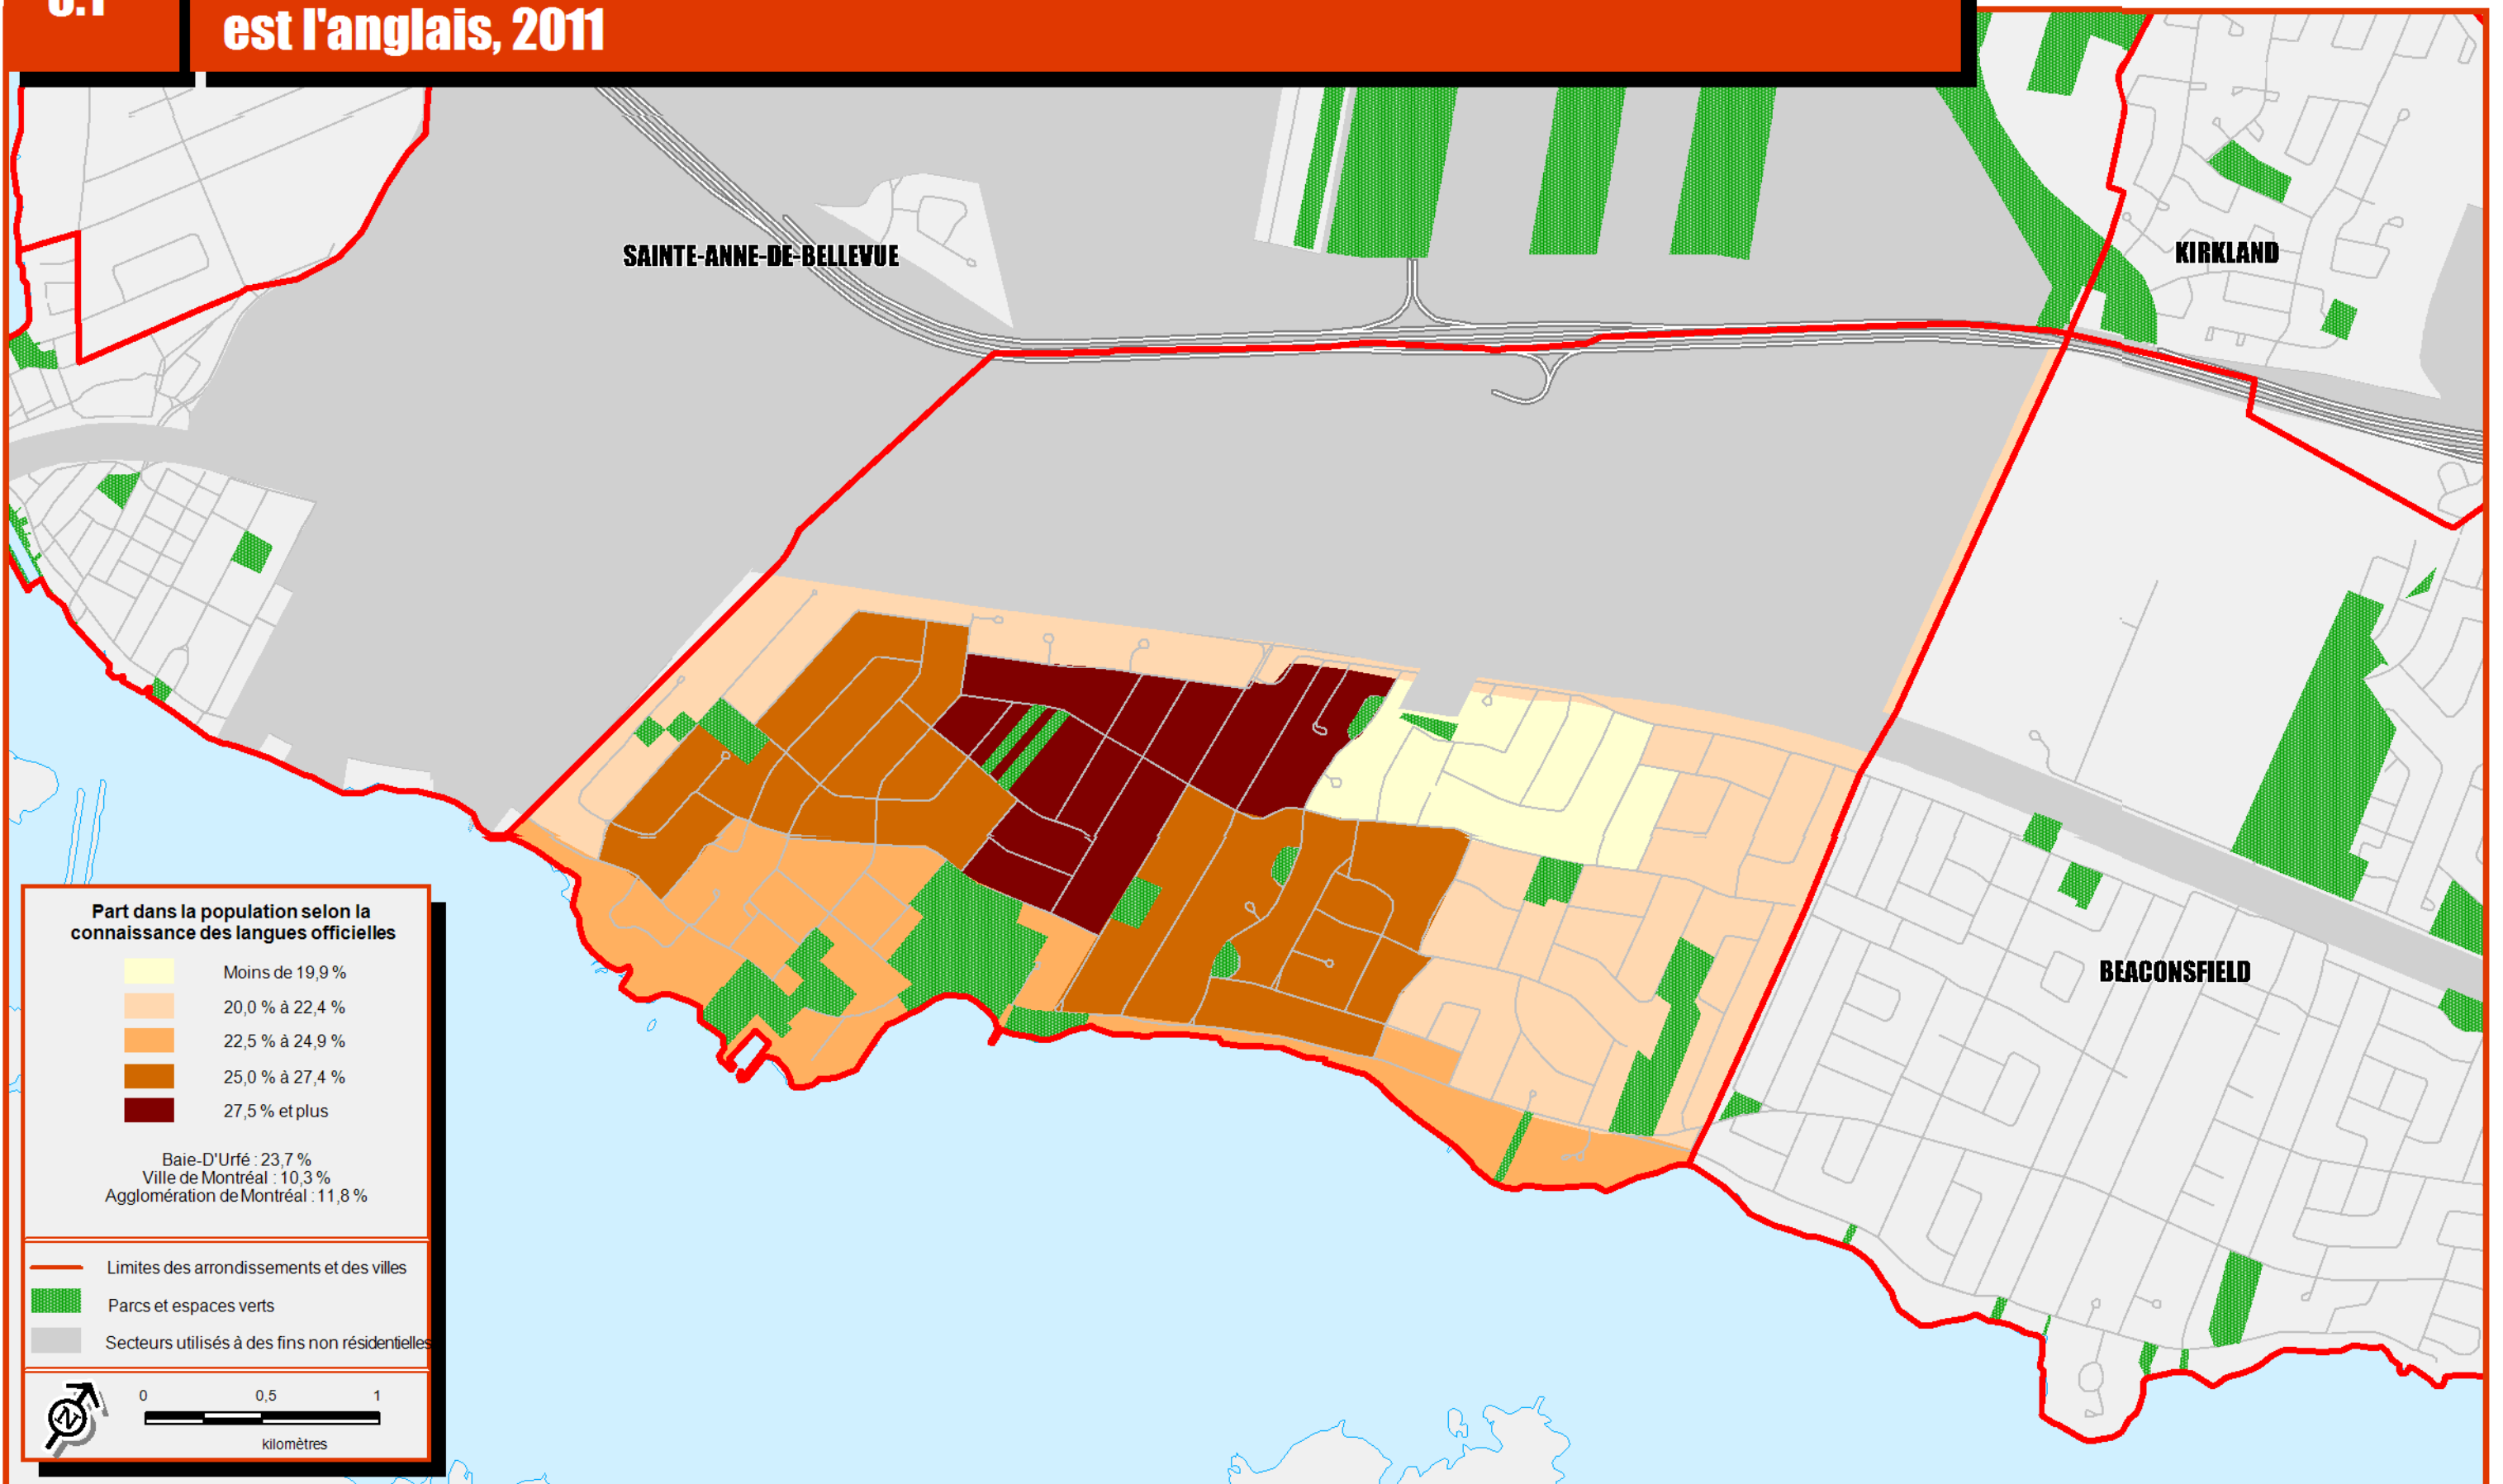 est l'anglais, 2011
SAINTE-ANNE-DE-BELLEVUE
KIRKLAND
BEACONSFIELD
Part dans la population selon la
connaissance des langues officielles
Moins de 19,9 %
20,0 % à 22,4 %
22,5 % à 24,9 %
25,0 % à 27,4 %
27,5 % et plus
Baie-D'Urfé : 23,7 %
Ville de Montréal : 10,3 %
Agglomération de Montréal : 11,8 %
Limites des arrondissements et des villes
Parcs et espaces verts
Secteurs utilisés à des fins non résidentielles
N
0 0,5 1
kilomètres